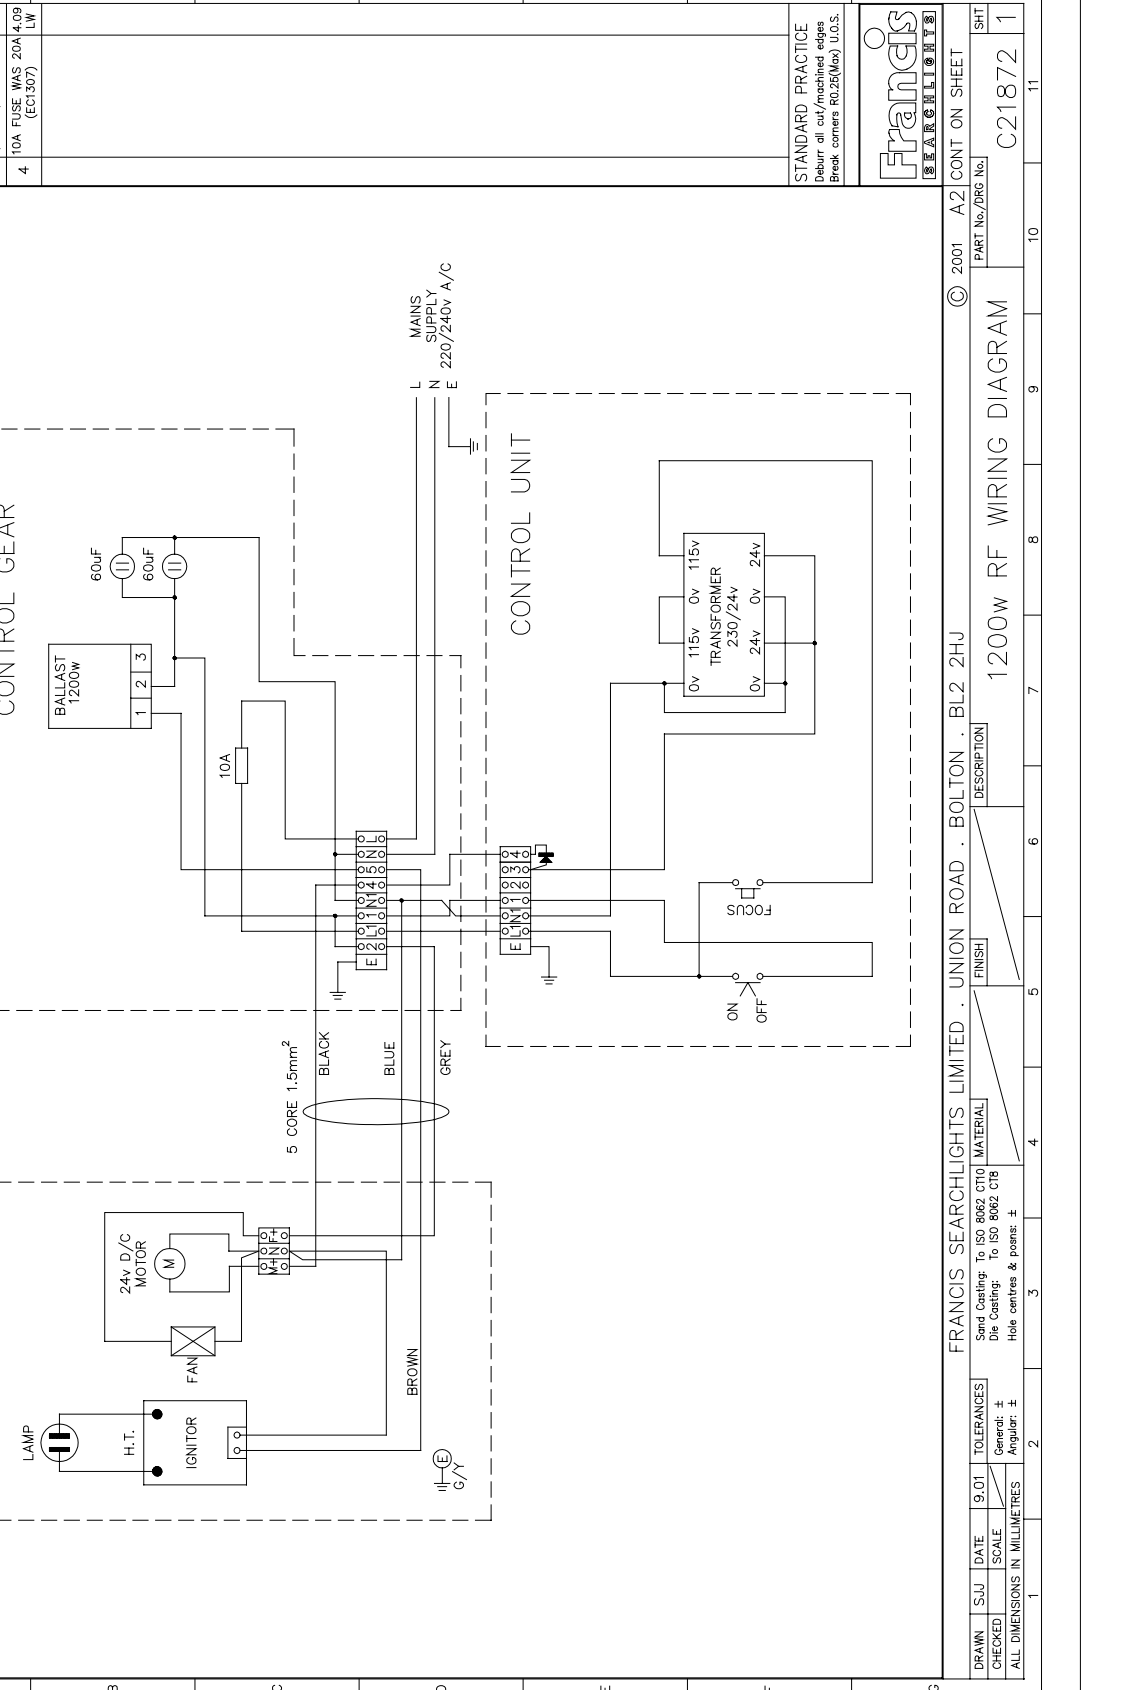 CONTROL GEAR
BALLAST
1200w
1 2 3
60uF
60uF
10A
LAMP
H.T.
IGNITOR
FAN
24v D/C
MOTOR
M
M+ N F+
5 CORE 1.5mm²
BLACK
BLUE
GREY
BROWN
E
G/Y
E 2 L1 1 N1 4 5 N L
MAINS
SUPPLY
220/240v A/C
L
N
E
CONTROL UNIT
E L1 N1 1 2 3 4
TRANSFORMER
230/24v
0v 115v 0v 115v
0v 24v 0v 24v
FOCUS
ON
OFF
4 10A FUSE WAS 20A 4.09
(EC1307) LW
STANDARD PRACTICE
Deburr all cut/machined edges
Break corners R0.25(Max) U.O.S.
Francis
SEARCHLIGHTS
FRANCIS SEARCHLIGHTS LIMITED . UNION ROAD . BOLTON . BL2 2HJ
© 2001 A2 CONT ON SHEET
DRAWN SJJ DATE 9.01
CHECKED SCALE
ALL DIMENSIONS IN MILLIMETRES
TOLERANCES
General: ±
Angular: ±
Sand Casting: To ISO 8062 CT10
Die Casting: To ISO 8062 CT8
Hole centres & posns: ±
MATERIAL
FINISH
DESCRIPTION
1200w RF WIRING DIAGRAM
PART No./DRG No.
C21872
SHT
1
1 2 3 4 5 6 7 8 9 10 11